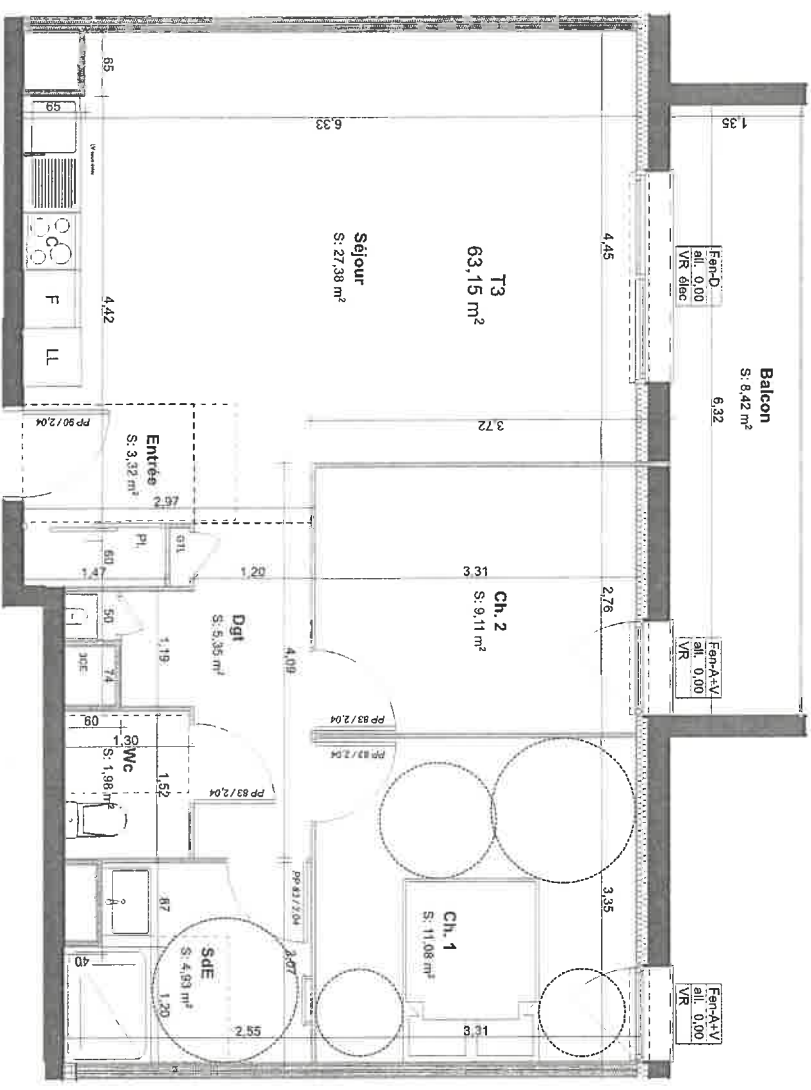 T3
63,15 m²
Séjour
S: 27,38 m²
Balcon
S: 8,42 m²
6,32
1,35
Fen-D
all. 0,00
VR élec
Fen-A+V
all. 0,00
VR
Fen-A+V
all. 0,00
VR
65
65
6,33
4,45
4,42
3,72
C
F
LL
PP 90 / 2,04
Entrée
S: 3,32 m²
2,97
Pl.
GTL
60
1,47
1,20
50
1,19
74
Dgt
S: 5,35 m²
4,09
Ch. 2
S: 9,11 m²
3,31
2,76
PP 83 / 2,04
PP 83 / 2,04
PP 83 / 2,04
PP 83 / 2,04
Wc
S: 1,98 m²
60
1,30
1,52
Ch. 1
S: 11,08 m²
3,35
3,31
SdE
S: 4,93 m²
87
40
1,20
2,55
3,07